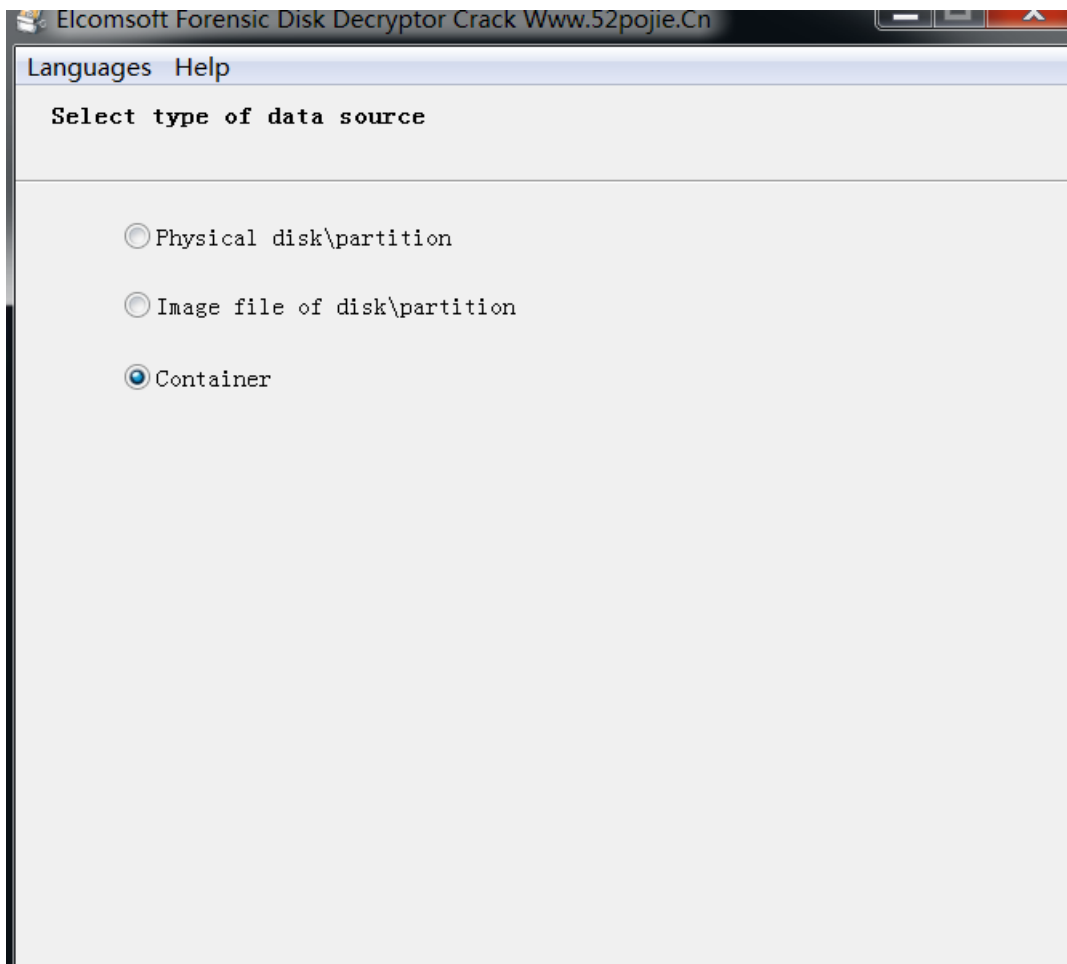 Elcomsoft Forensic Disk Decryptor Crack Www.52pojie.Cn
Languages Help
Select type of data source
Physical disk\partition
Image file of disk\partition
Container